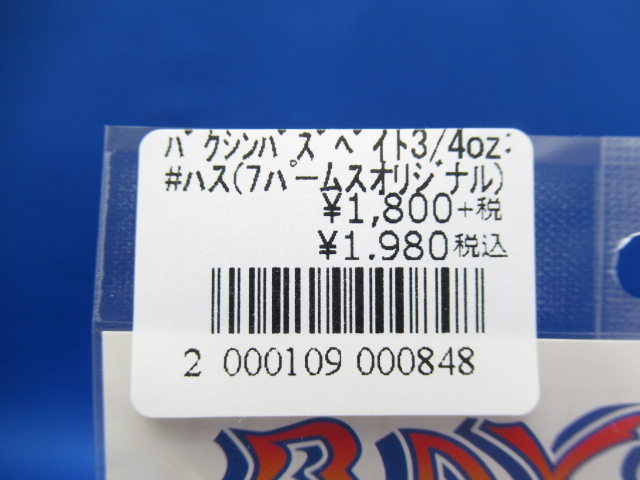 ﾊﾞｸｼﾝﾊﾞｽﾞﾍﾞｲﾄ3/4oz:
#ﾊｽ(7ﾊﾟｰﾑｽｵﾘｼﾞﾅﾙ)
¥1,800+税
¥1.980税込
2 000109 000848